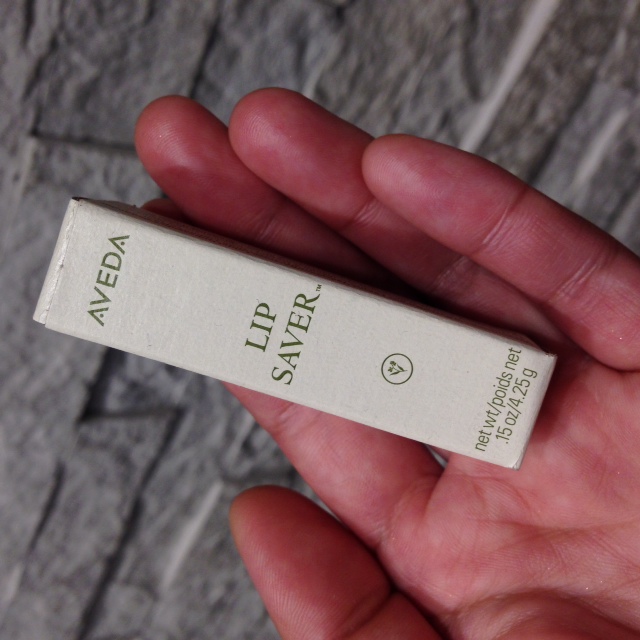 AVEDA
LIP
SAVER™
net wt/poids net
.15 oz/4.25 g